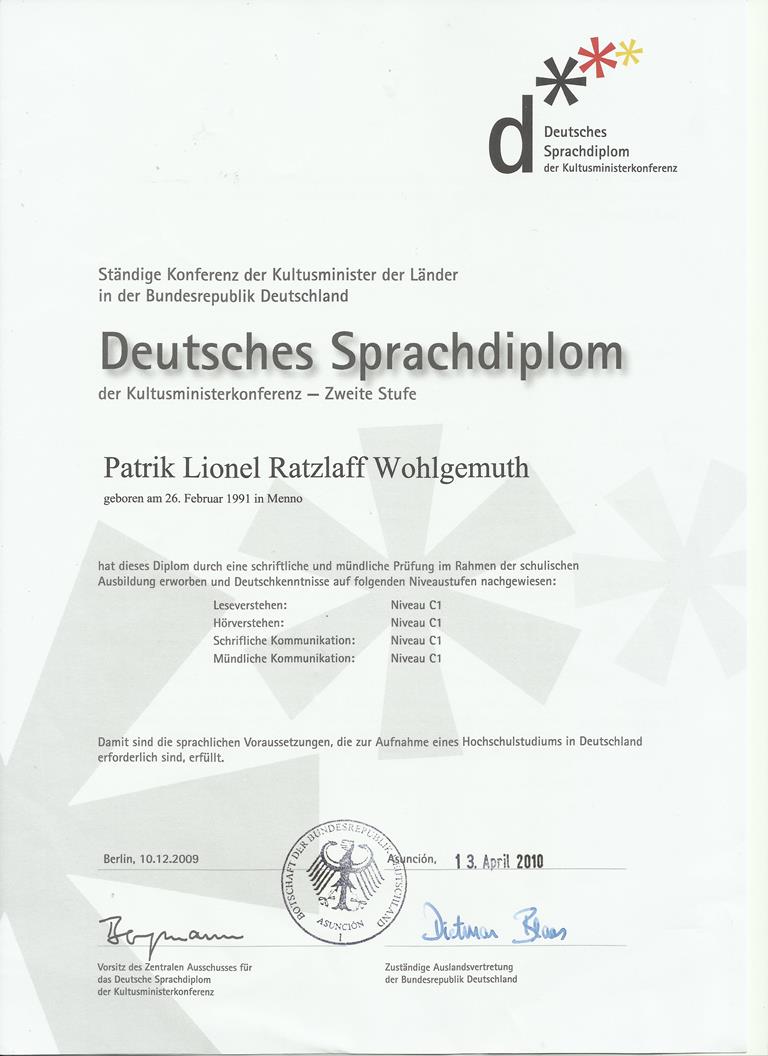 d
Deutsches
Sprachdiplom
der Kultusministerkonferenz
Ständige Konferenz der Kultusminister der Länder
in der Bundesrepublik Deutschland
Deutsches Sprachdiplom
der Kultusministerkonferenz — Zweite Stufe
Patrik Lionel Ratzlaff Wohlgemuth
geboren am 26. Februar 1991 in Menno
hat dieses Diplom durch eine schriftliche und mündliche Prüfung im Rahmen der schulischen
Ausbildung erworben und Deutschkenntnisse auf folgenden Niveaustufen nachgewiesen:
Leseverstehen: Niveau C1
Hörverstehen: Niveau C1
Schrifliche Kommunikation: Niveau C1
Mündliche Kommunikation: Niveau C1
Damit sind die sprachlichen Voraussetzungen, die zur Aufnahme eines Hochschulstudiums in Deutschland
erforderlich sind, erfüllt.
Berlin, 10.12.2009
BOTSCHAFT DER BUNDESREPUBLIK DEUTSCHLAND
ASUNCIÓN
1
Asunción, 13. April 2010
Bergmann
Dietmar Blaas
Vorsitz des Zentralen Ausschusses für
das Deutsche Sprachdiplom
der Kultusministerkonferenz
Zuständige Auslandsvertretung
der Bundesrepublik Deutschland